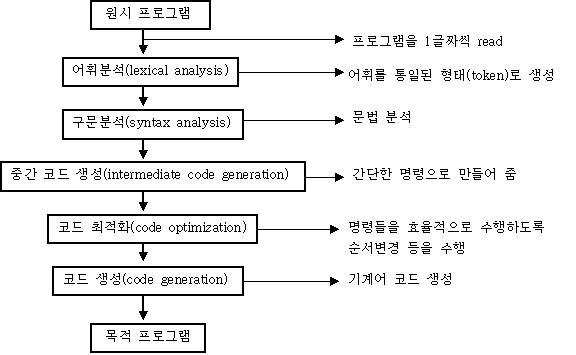 원시 프로그램
프로그램을 1글짜씩 read
어휘분석(lexical analysis)
어휘를 통일된 형태(token)로 생성
구문분석(syntax analysis)
문법 분석
중간 코드 생성(intermediate code generation)
간단한 명령으로 만들어 줌
코드 최적화(code optimization)
명령들을 효율적으로 수행하도록
순서변경 등을 수행
코드 생성(code generation)
기계어 코드 생성
목적 프로그램